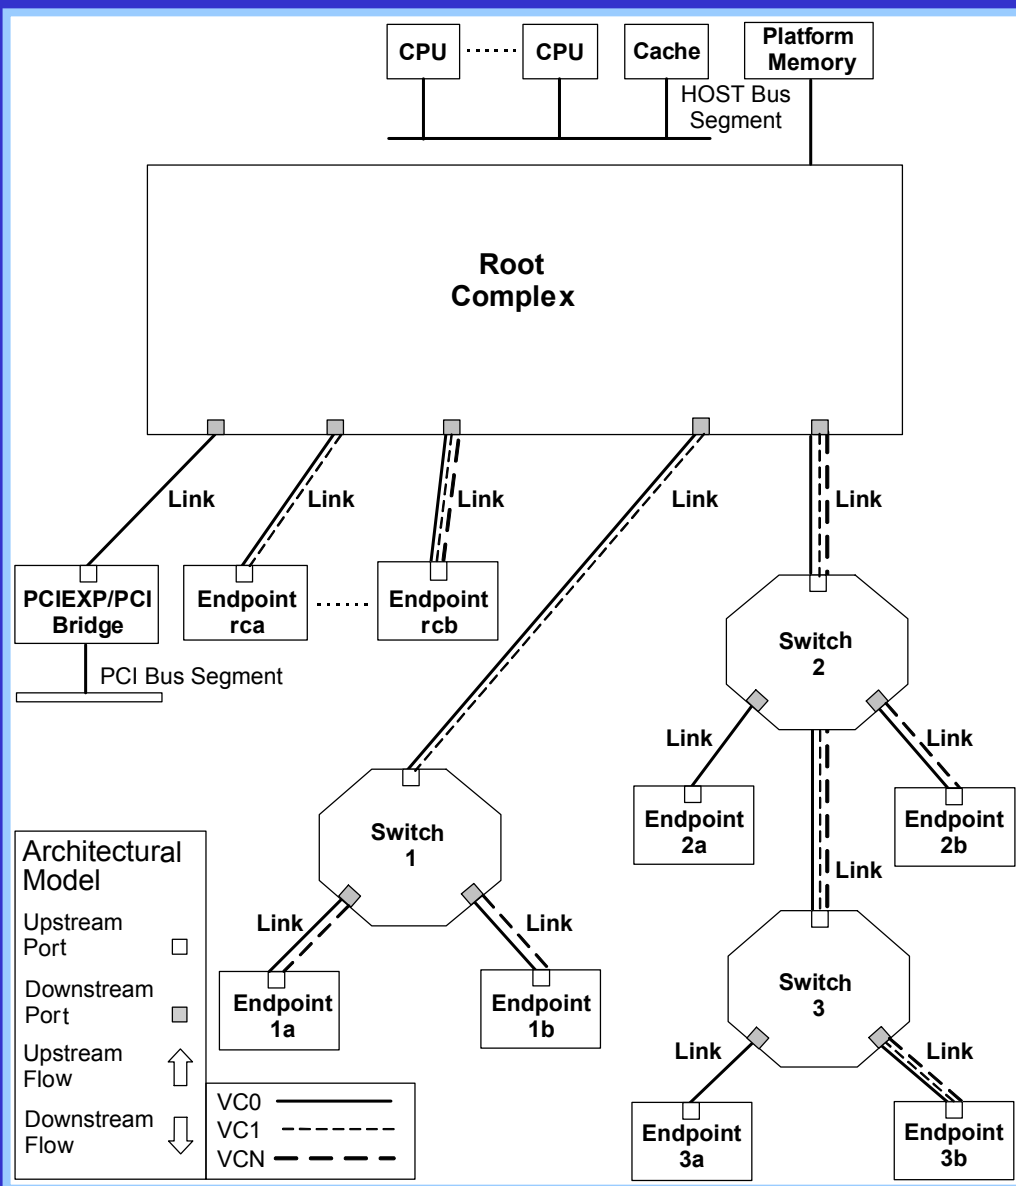 CPU
CPU
Cache
Platform
Memory
HOST Bus
Segment
Root
Complex
Link
Link
Link
Link
Link
PCIEXP/PCI
Bridge
Endpoint
rca
Endpoint
rcb
PCI Bus Segment
Switch
2
Link
Link
Endpoint
2a
Endpoint
2b
Switch
1
Link
Link
Link
Endpoint
1a
Endpoint
1b
Switch
3
Link
Link
Endpoint
3a
Endpoint
3b
Architectural
Model
Upstream
Port
Downstream
Port
Upstream
Flow
Downstream
Flow
VC0
VC1
VCN